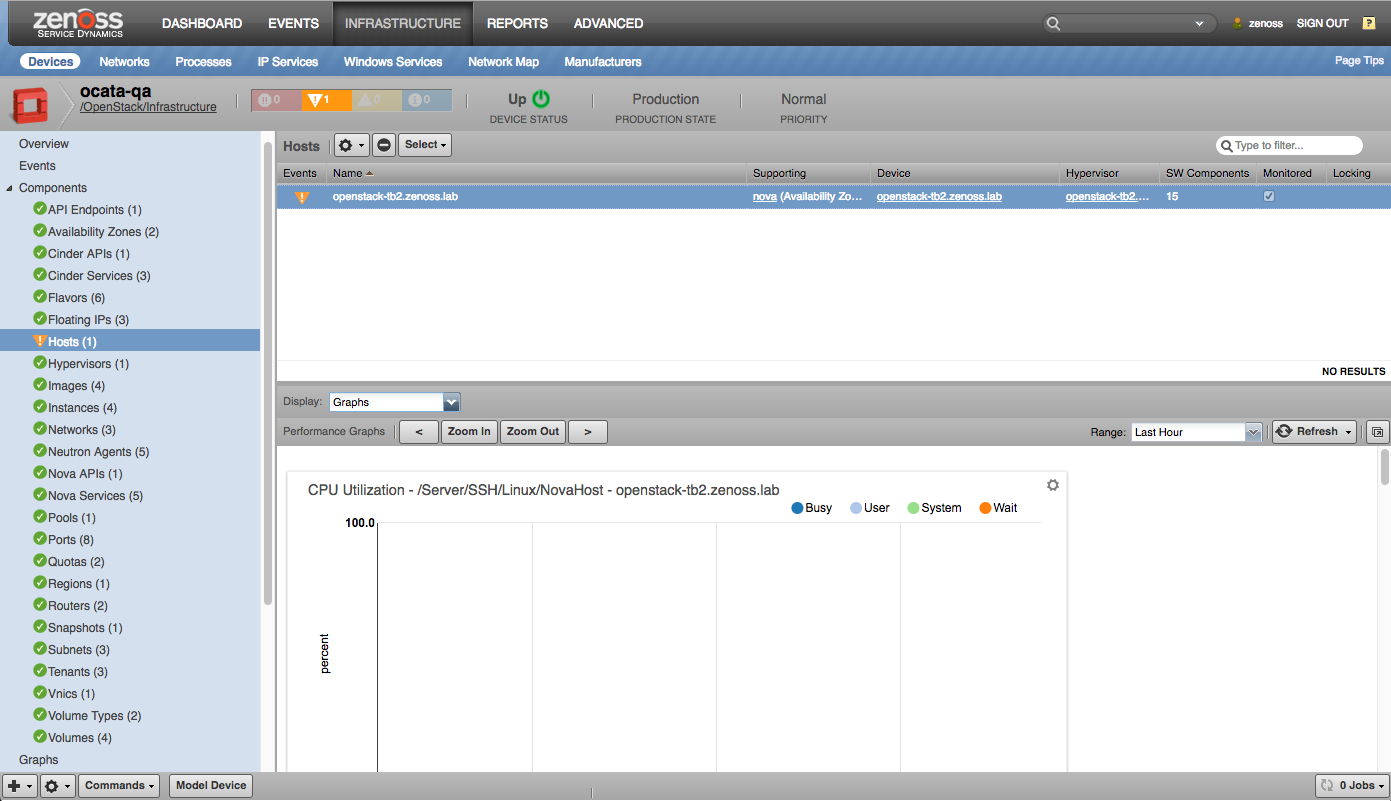 zenoss
SERVICE DYNAMICS
DASHBOARD EVENTS INFRASTRUCTURE REPORTS ADVANCED
zenoss SIGN OUT ?
Devices Networks Processes IP Services Windows Services Network Map Manufacturers
Page Tips
ocata-qa
/OpenStack/Infrastructure
0 1 0 0
Up
DEVICE STATUS
Production
PRODUCTION STATE
Normal
PRIORITY
Overview
Events
Components
API Endpoints (1)
Availability Zones (2)
Cinder APIs (1)
Cinder Services (3)
Flavors (6)
Floating IPs (3)
Hosts (1)
Hypervisors (1)
Images (4)
Instances (4)
Networks (3)
Neutron Agents (5)
Nova APIs (1)
Nova Services (5)
Pools (1)
Ports (8)
Quotas (2)
Regions (1)
Routers (2)
Snapshots (1)
Subnets (3)
Tenants (3)
Vnics (1)
Volume Types (2)
Volumes (4)
Graphs
Hosts Select Type to filter...
Events Name Supporting Device Hypervisor SW Components Monitored Locking
openstack-tb2.zenoss.lab nova (Availability Zo... openstack-tb2.zenoss.lab openstack-tb2.... 15
NO RESULTS
Display: Graphs
Performance Graphs < Zoom In Zoom Out > Range: Last Hour Refresh
CPU Utilization - /Server/SSH/Linux/NovaHost - openstack-tb2.zenoss.lab
Busy User System Wait
100.0
percent
Commands Model Device 0 Jobs